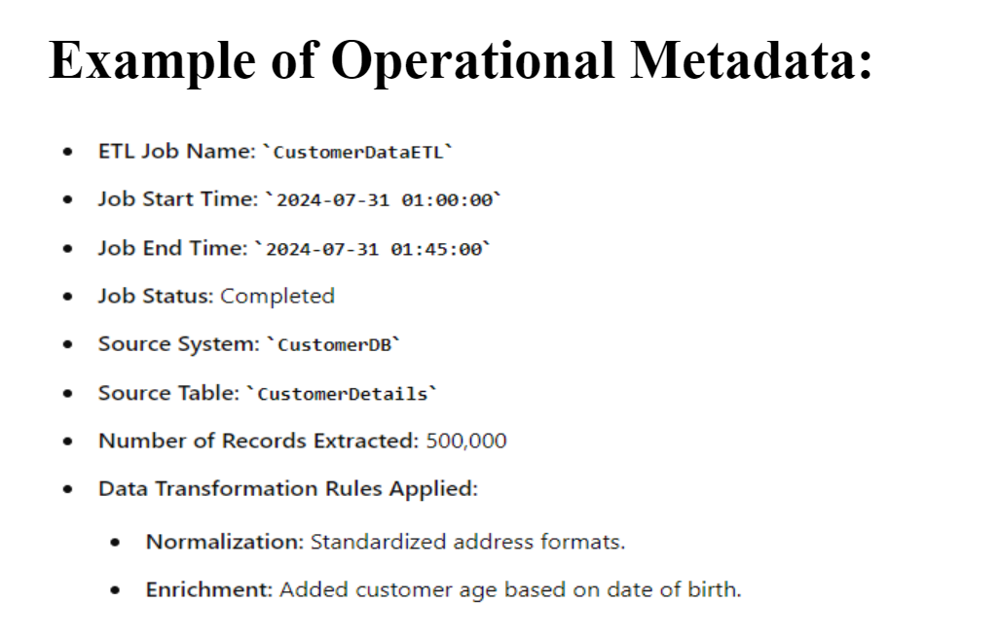 Example of Operational Metadata:
• ETL Job Name: `CustomerDataETL`
• Job Start Time: `2024-07-31 01:00:00`
• Job End Time: `2024-07-31 01:45:00`
• Job Status: Completed
• Source System: `CustomerDB`
• Source Table: `CustomerDetails`
• Number of Records Extracted: 500,000
• Data Transformation Rules Applied:
• Normalization: Standardized address formats.
• Enrichment: Added customer age based on date of birth.